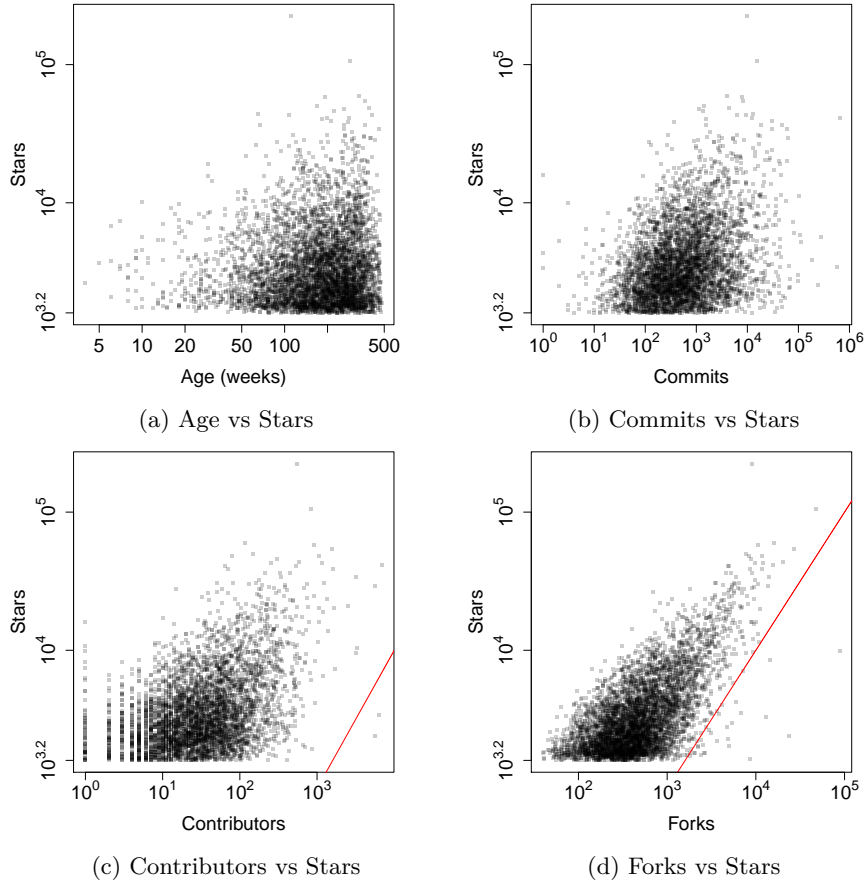 Stars
10^5
10^4
10^3.2
5 10 20 50 100 500
Age (weeks)
(a) Age vs Stars
Stars
10^5
10^4
10^3.2
10^0 10^1 10^2 10^3 10^4 10^5 10^6
Commits
(b) Commits vs Stars
Stars
10^5
10^4
10^3.2
10^0 10^1 10^2 10^3
Contributors
(c) Contributors vs Stars
Stars
10^5
10^4
10^3.2
10^2 10^3 10^4 10^5
Forks
(d) Forks vs Stars